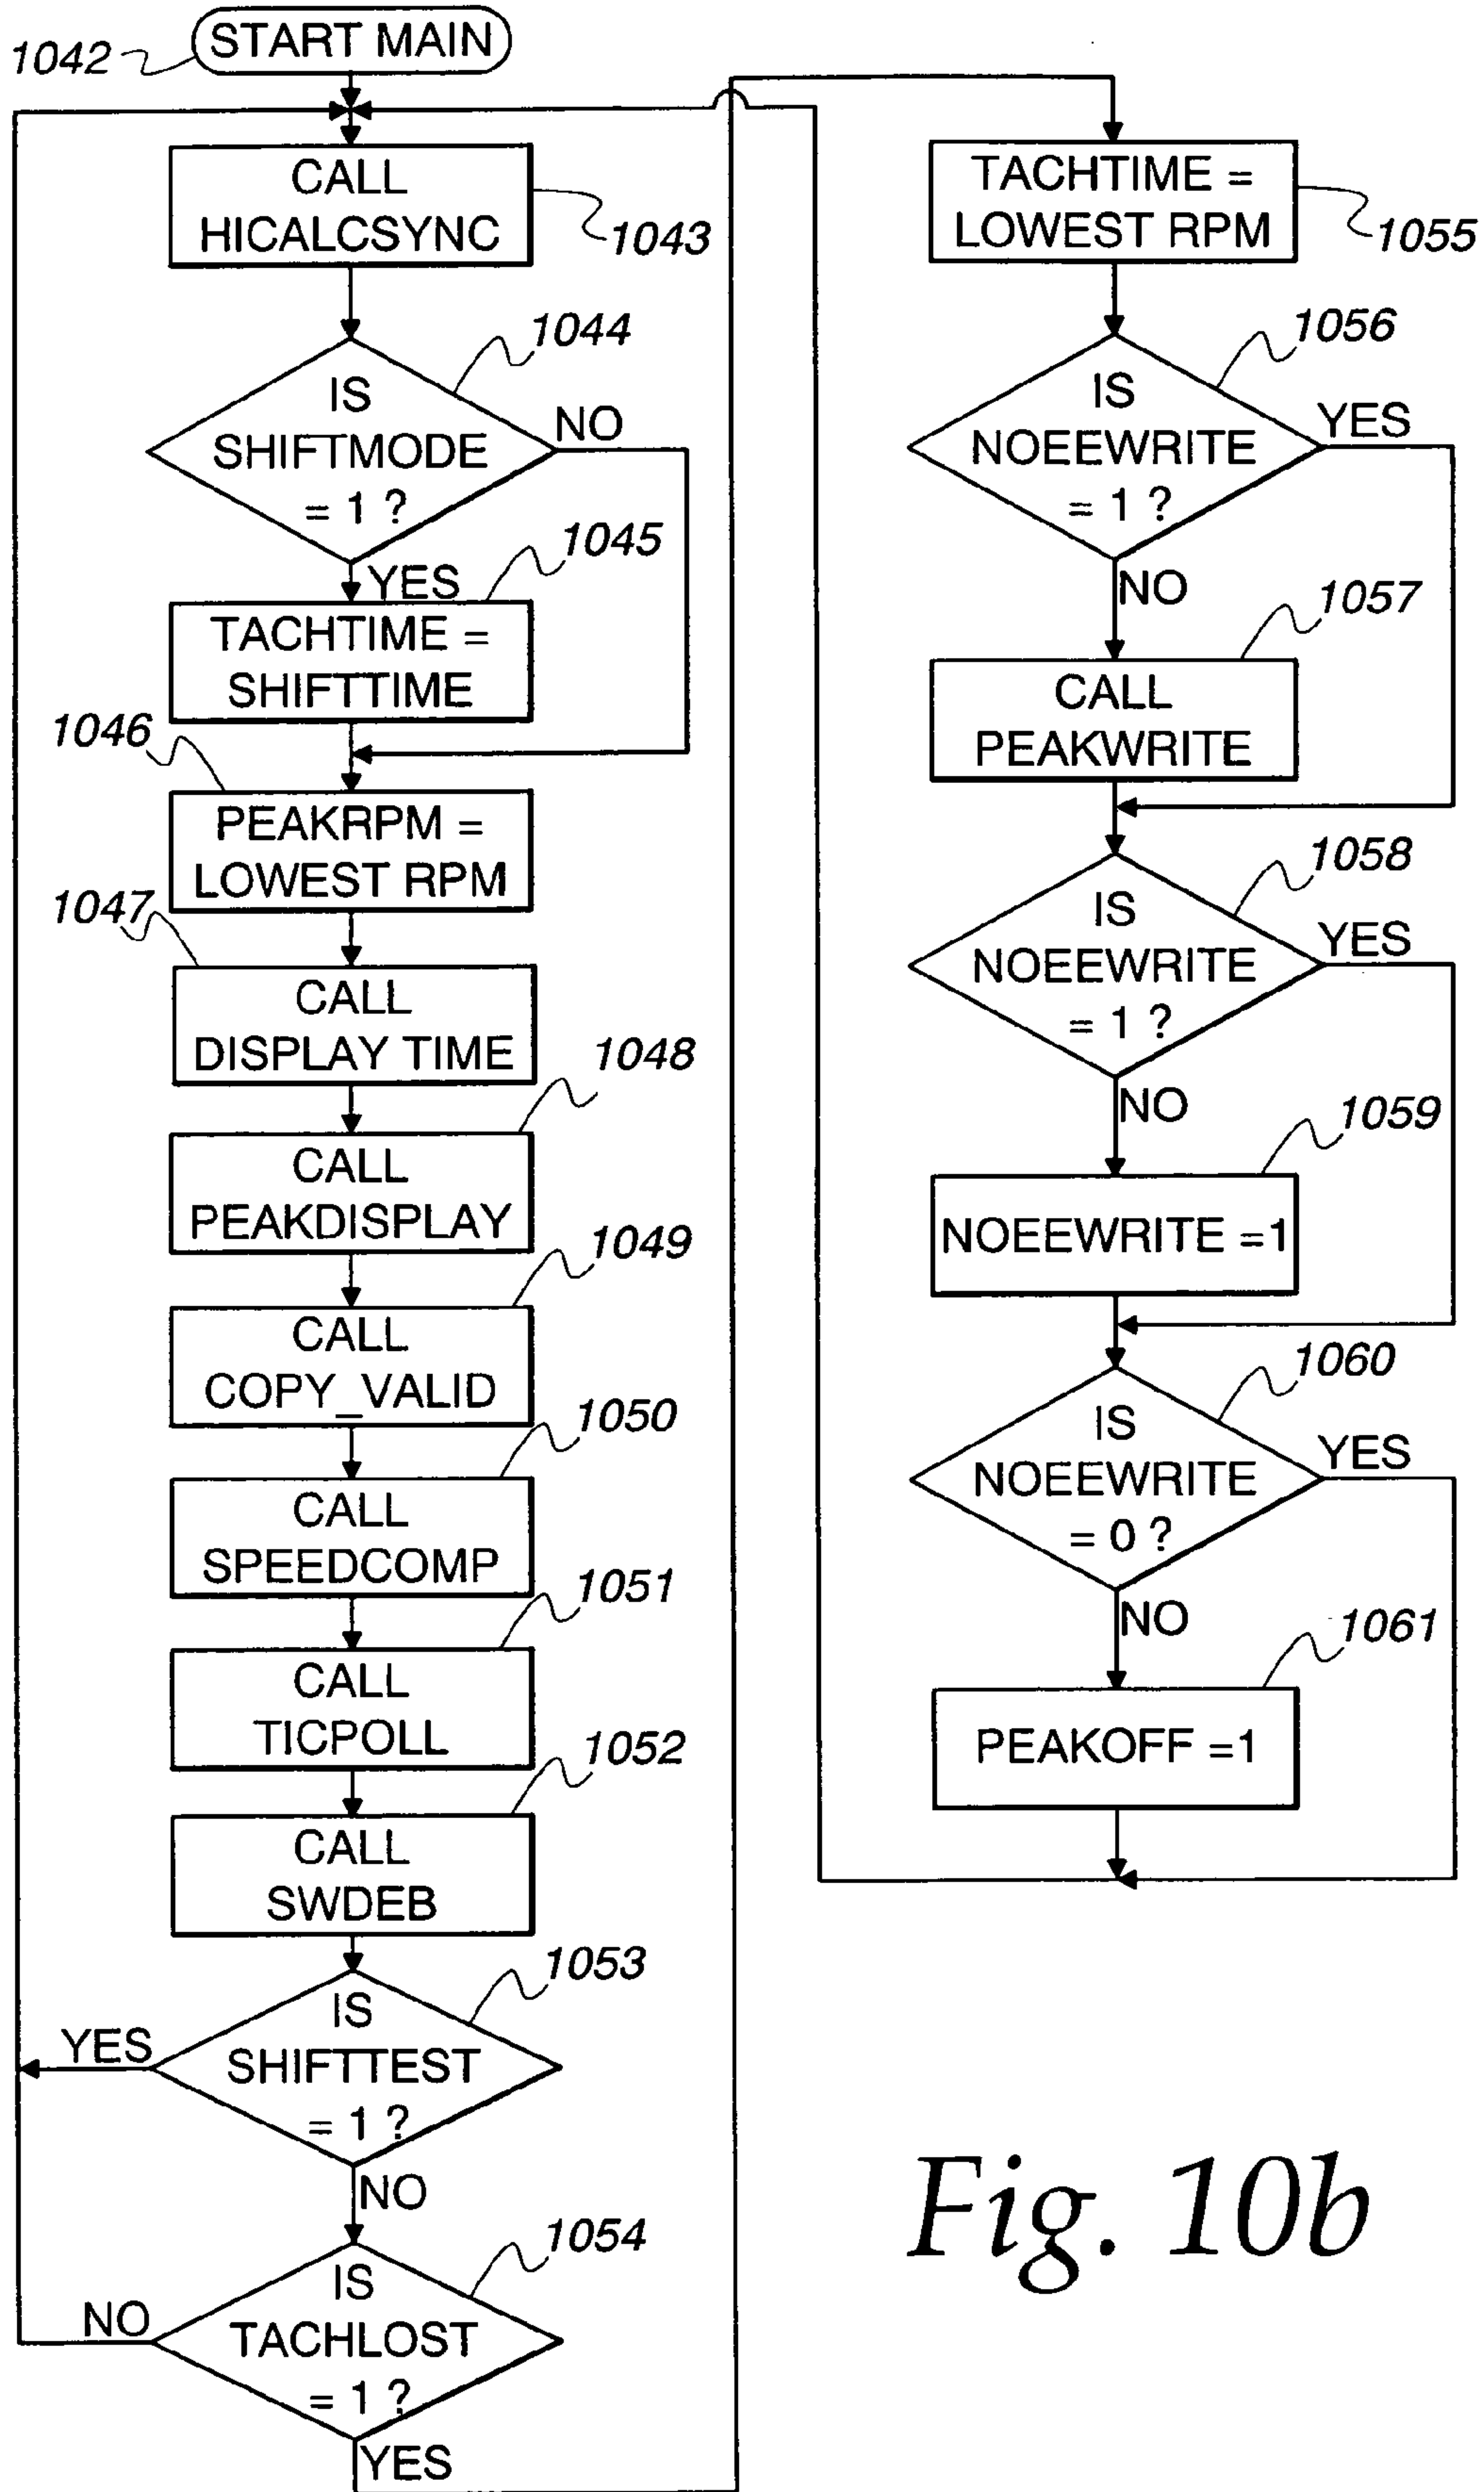 1042
START MAIN
CALL
HICALCSYNC
1043
1044
IS
SHIFTMODE
= 1 ?
NO
YES
1045
TACHTIME =
SHIFTTIME
1046
PEAKRPM =
LOWEST RPM
1047
CALL
DISPLAY TIME
1048
CALL
PEAKDISPLAY
1049
CALL
COPY_VALID
1050
CALL
SPEEDCOMP
1051
CALL
TICPOLL
1052
CALL
SWDEB
1053
IS
SHIFTTEST
= 1 ?
YES
NO
1054
IS
TACHLOST
= 1 ?
NO
YES
TACHTIME =
LOWEST RPM
1055
1056
IS
NOEEWRITE
= 1 ?
YES
NO
1057
CALL
PEAKWRITE
1058
IS
NOEEWRITE
= 1 ?
YES
NO
1059
NOEEWRITE =1
1060
IS
NOEEWRITE
= 0 ?
YES
NO
1061
PEAKOFF =1
Fig. 10b